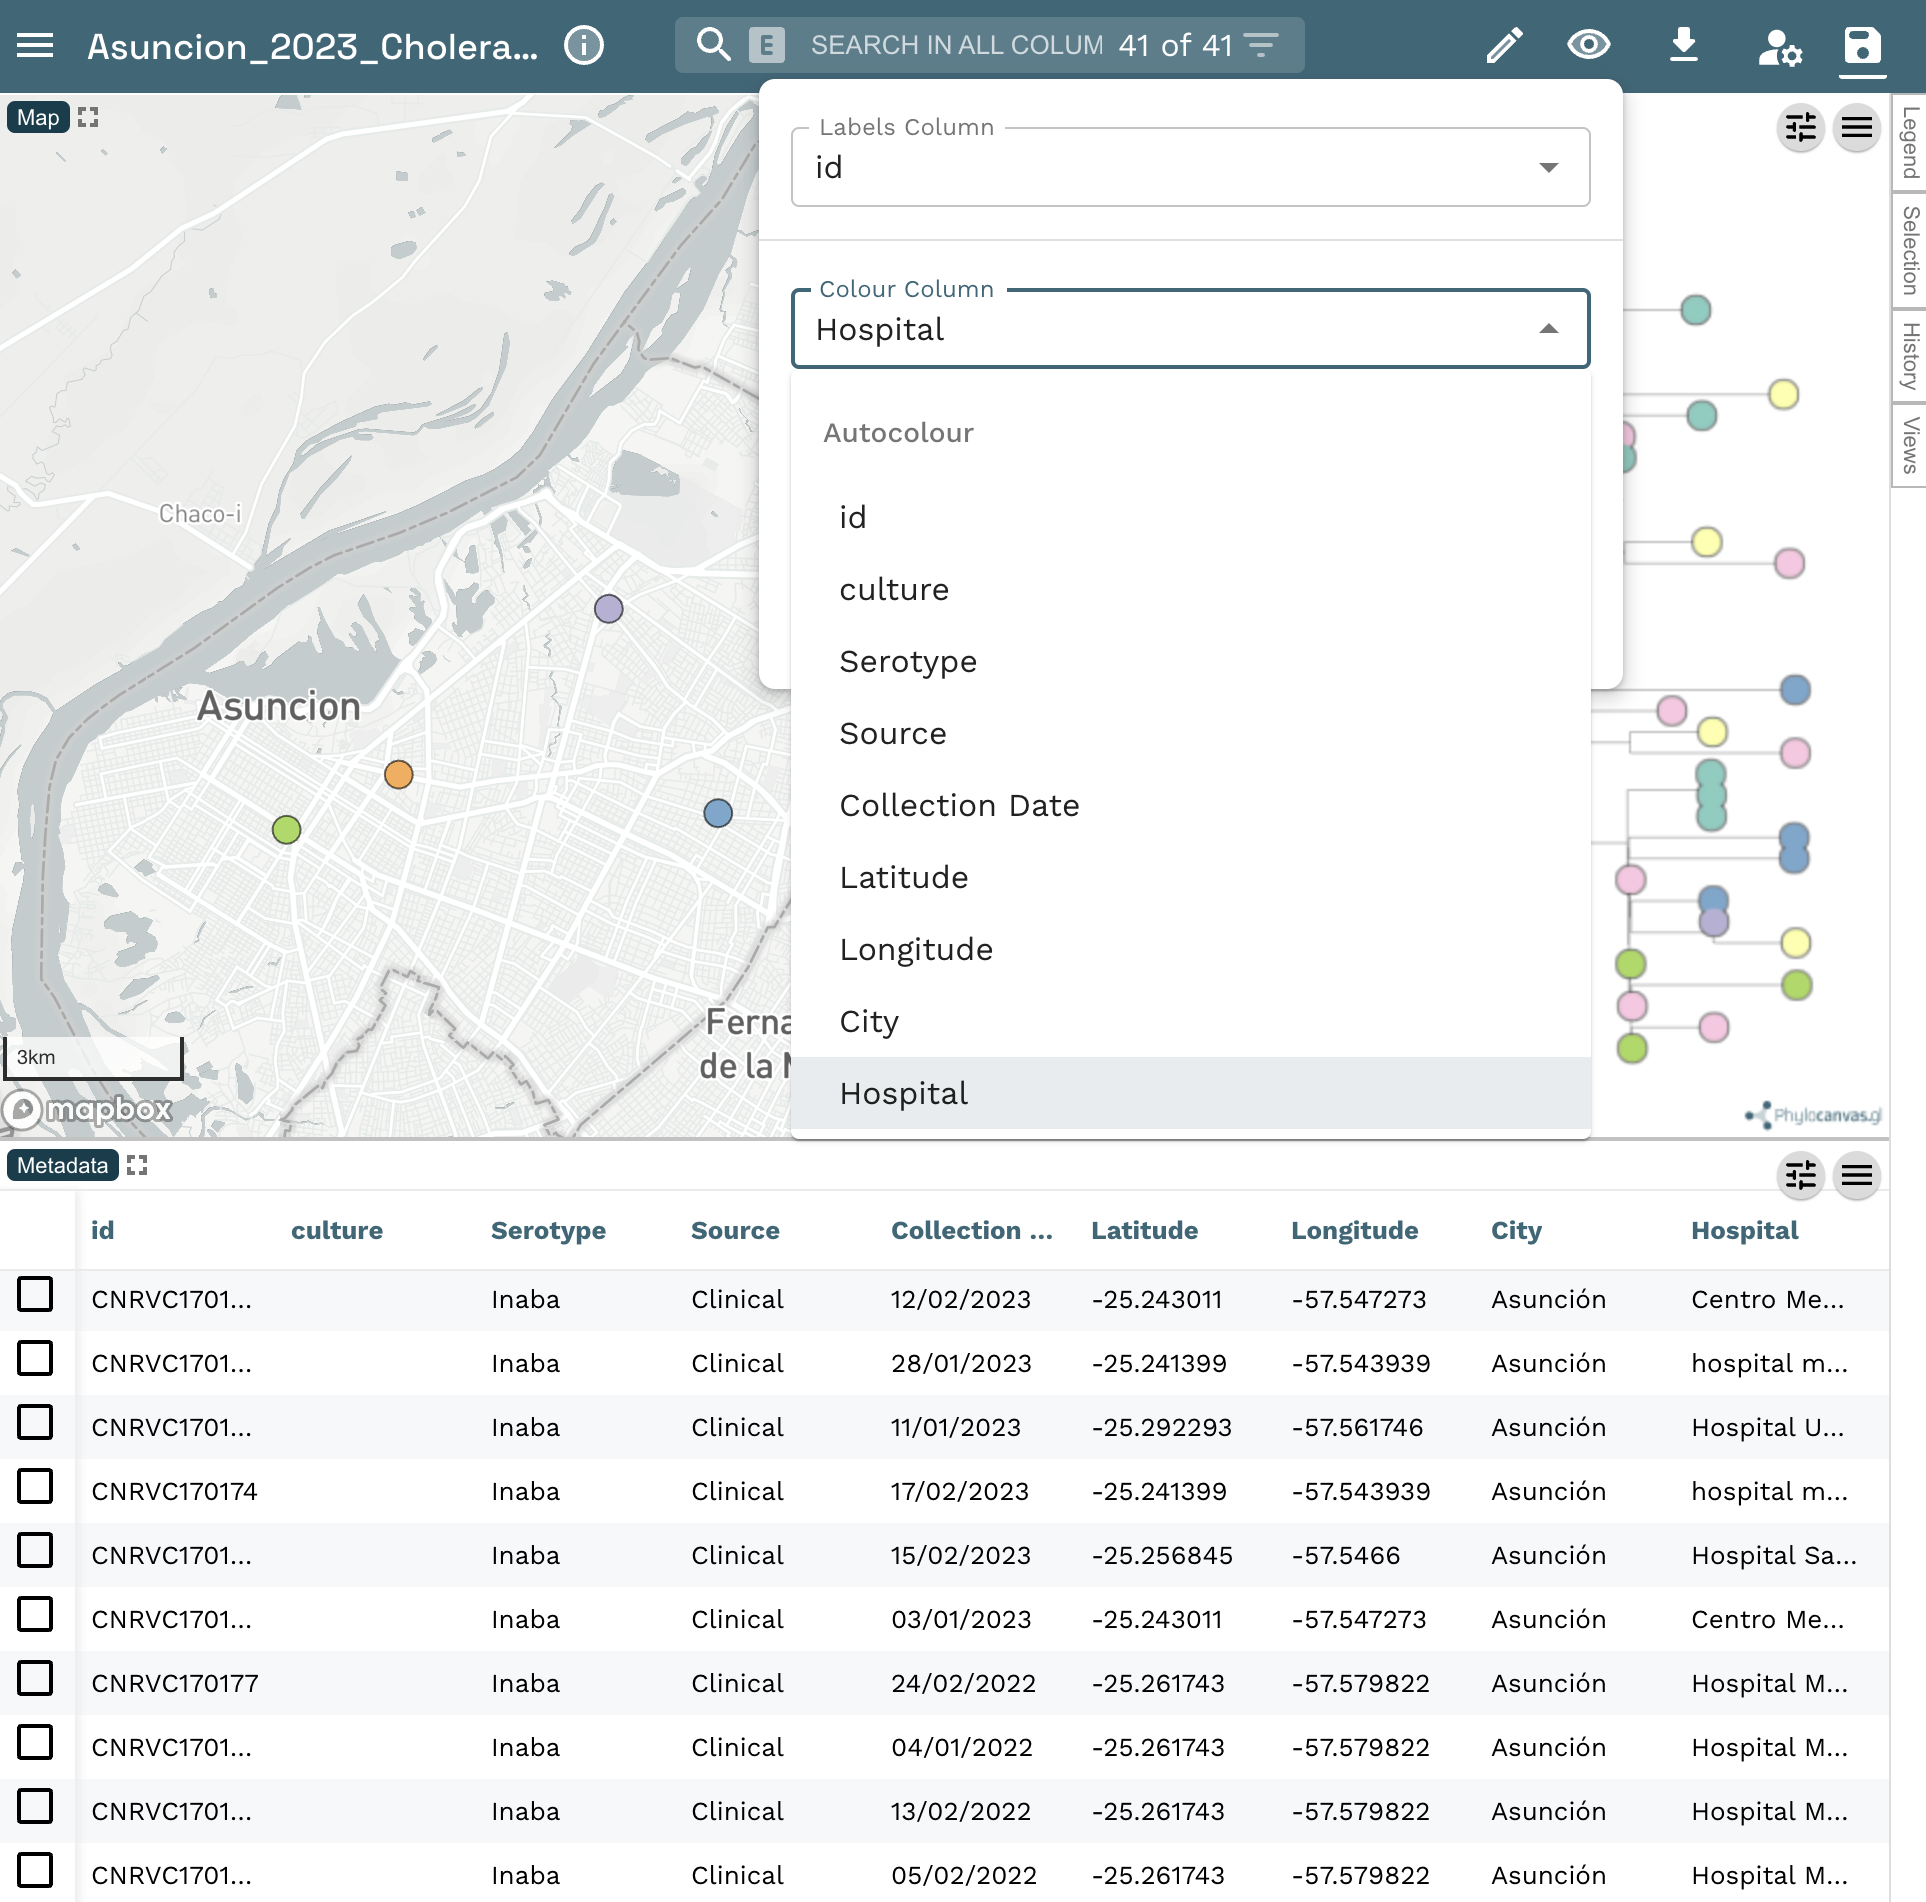 Asuncion_2023_Cholera...
E SEARCH IN ALL COLUM 41 of 41
Map
Labels Column
id
Colour Column
Hospital
Autocolour
id
culture
Serotype
Source
Collection Date
Latitude
Longitude
City
Hospital
Chaco-i
Asuncion
Ferna
de la M
3km
mapbox
Phylocanvas.gl
Legend
Selection
History
Views
Metadata
id culture Serotype Source Collection ... Latitude Longitude City Hospital
CNRVC1701... Inaba Clinical 12/02/2023 -25.243011 -57.547273 Asunción Centro Me...
CNRVC1701... Inaba Clinical 28/01/2023 -25.241399 -57.543939 Asunción hospital m...
CNRVC1701... Inaba Clinical 11/01/2023 -25.292293 -57.561746 Asunción Hospital U...
CNRVC170174 Inaba Clinical 17/02/2023 -25.241399 -57.543939 Asunción hospital m...
CNRVC1701... Inaba Clinical 15/02/2023 -25.256845 -57.5466 Asunción Hospital Sa...
CNRVC1701... Inaba Clinical 03/01/2023 -25.243011 -57.547273 Asunción Centro Me...
CNRVC170177 Inaba Clinical 24/02/2022 -25.261743 -57.579822 Asunción Hospital M...
CNRVC1701... Inaba Clinical 04/01/2022 -25.261743 -57.579822 Asunción Hospital M...
CNRVC1701... Inaba Clinical 13/02/2022 -25.261743 -57.579822 Asunción Hospital M...
CNRVC1701... Inaba Clinical 05/02/2022 -25.261743 -57.579822 Asunción Hospital M...